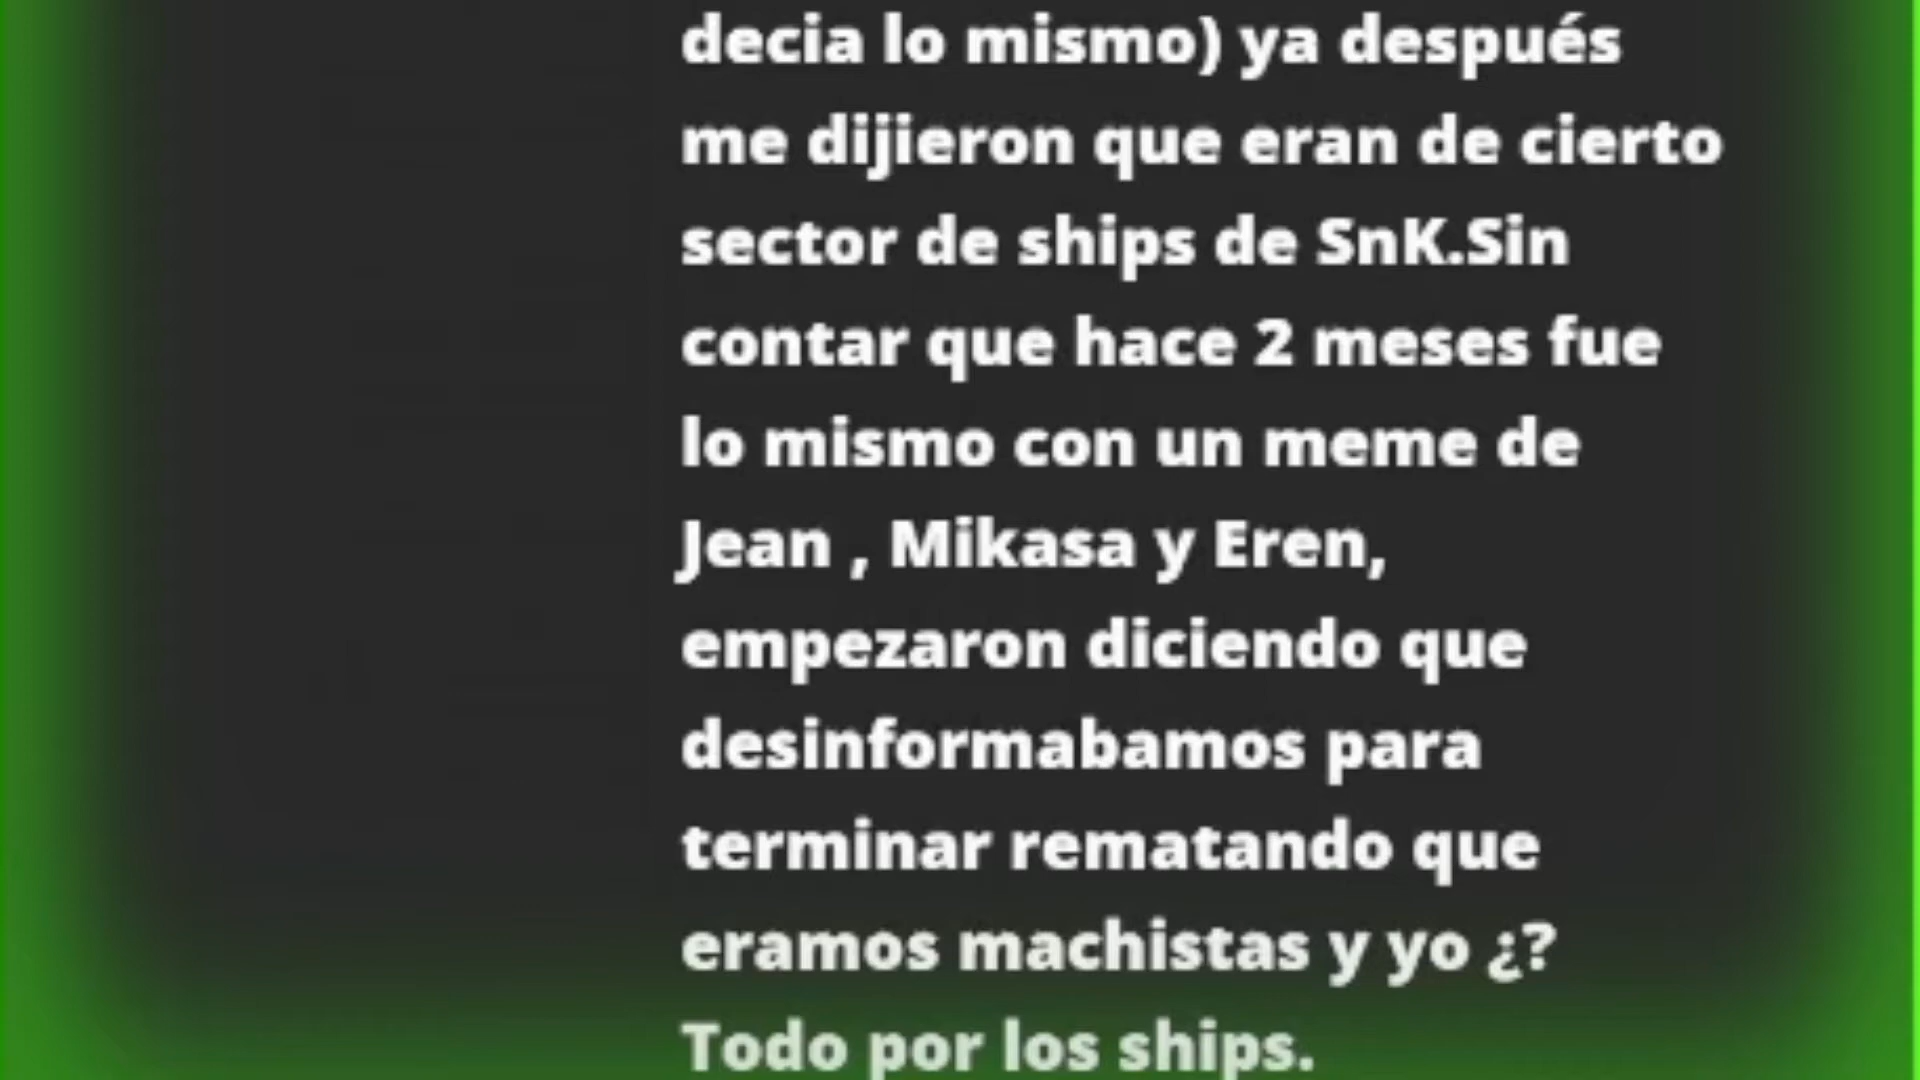 decia lo mismo) ya después
me dijieron que eran de cierto
sector de ships de SnK.Sin
contar que hace 2 meses fue
lo mismo con un meme de
Jean , Mikasa y Eren,
empezaron diciendo que
desinformabamos para
terminar rematando que
eramos machistas y yo ¿?
Todo por los ships.